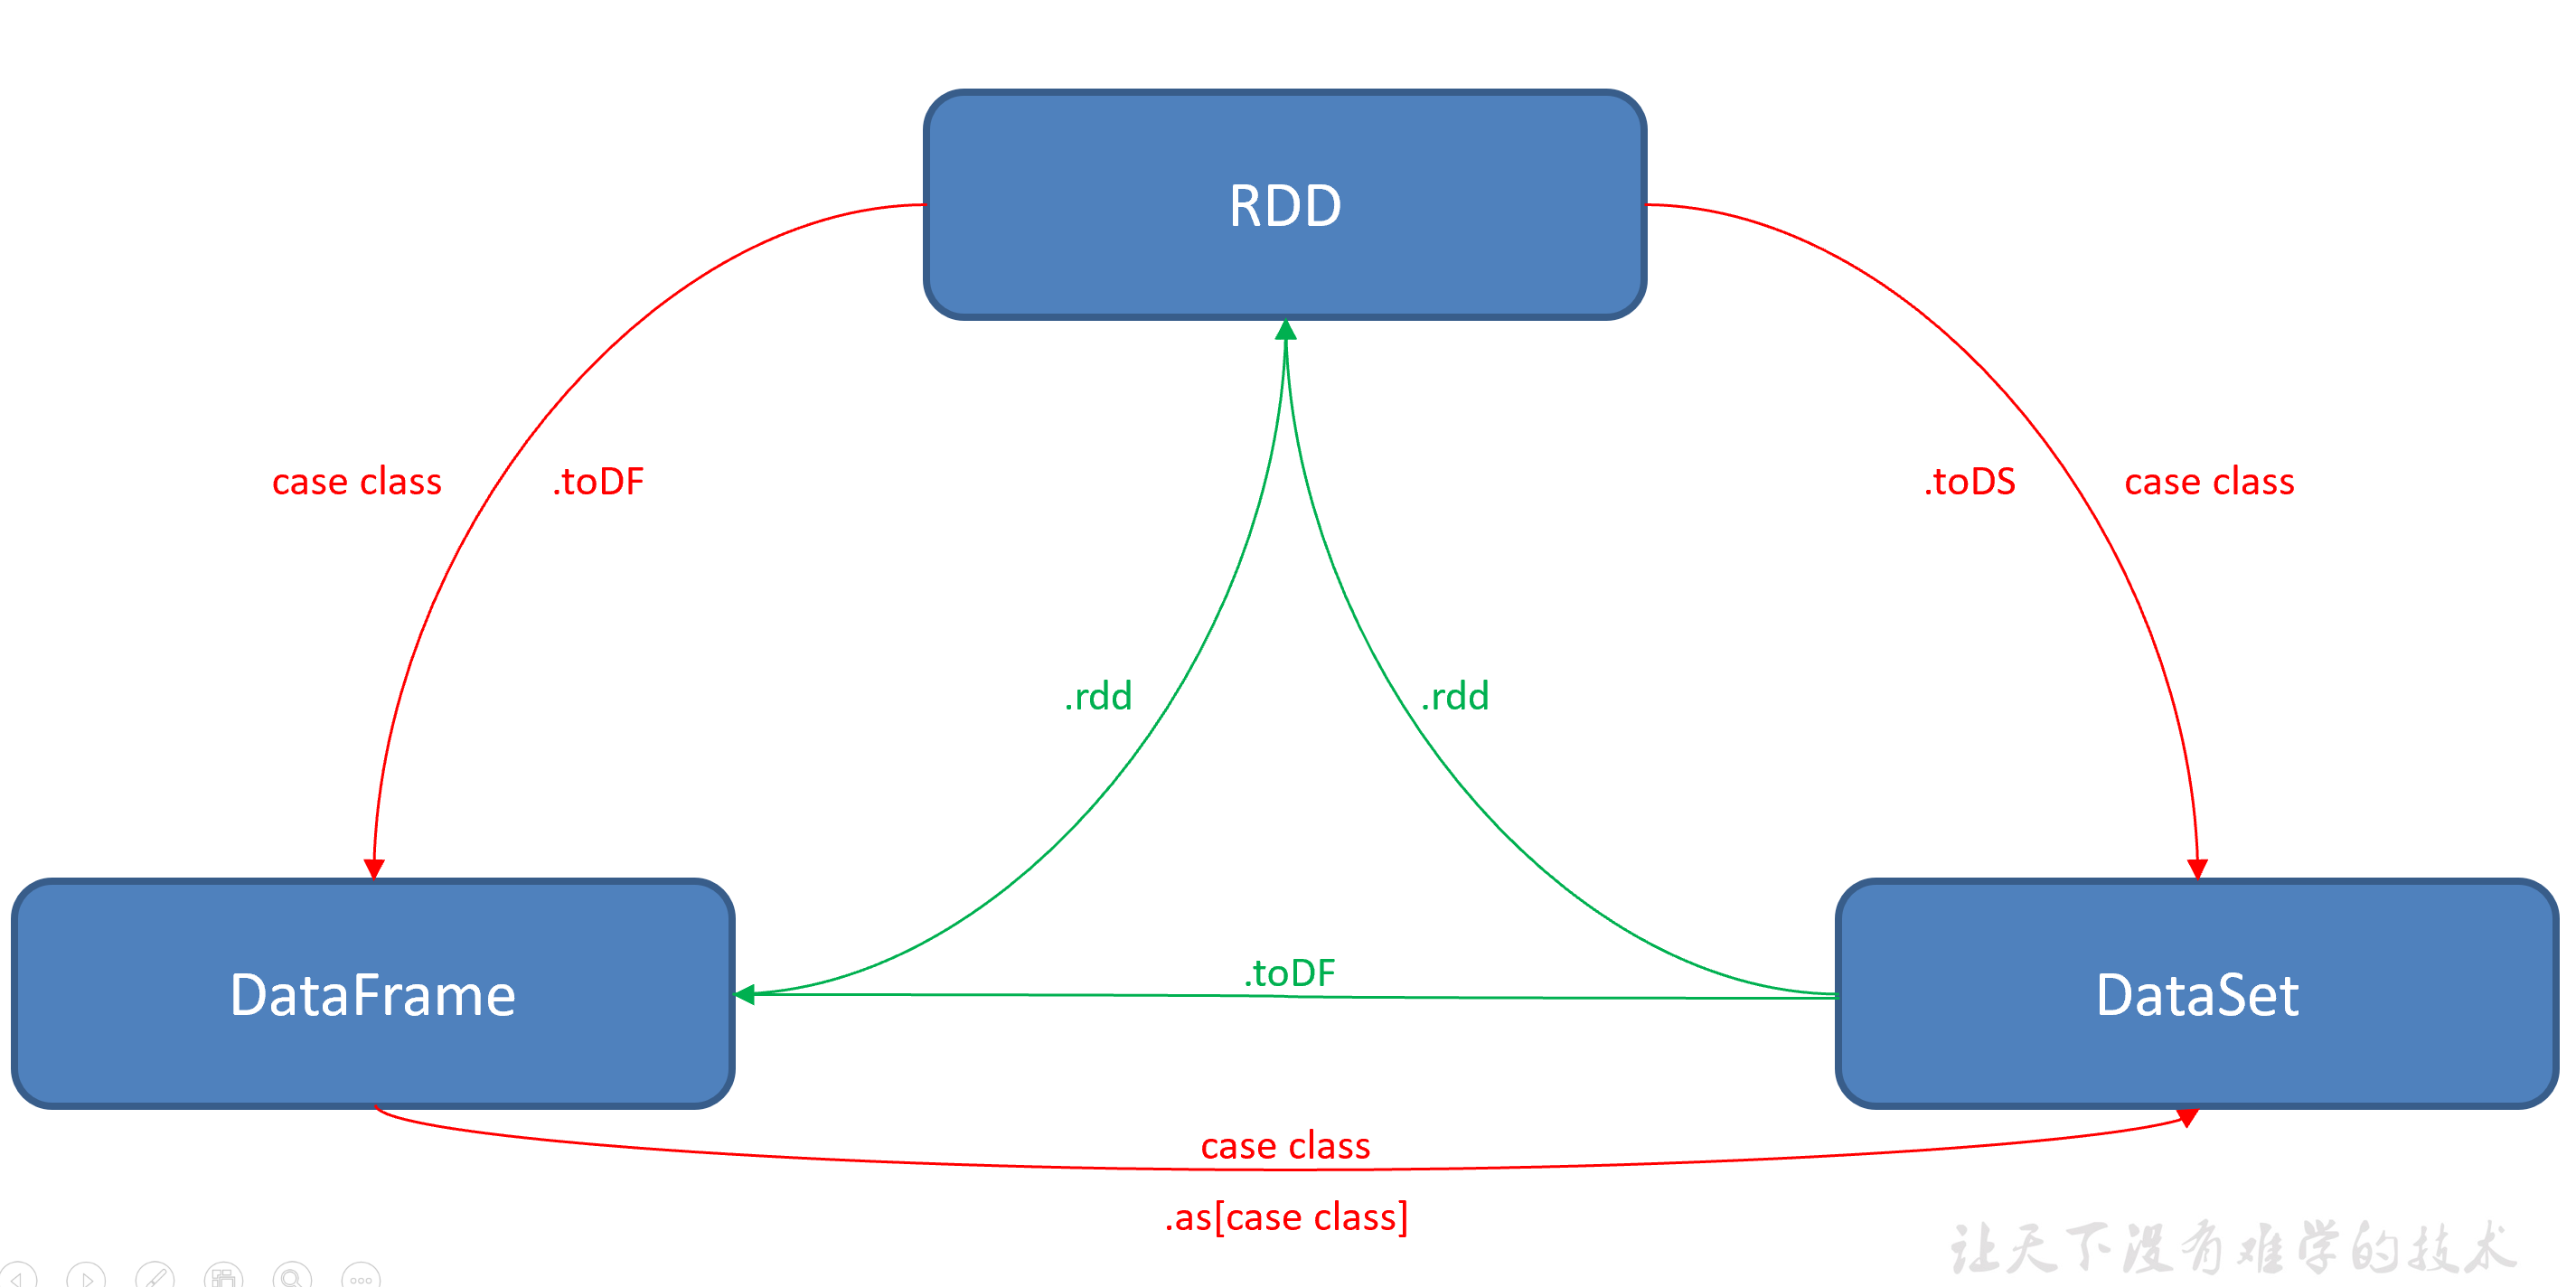 RDD
case class
.toDF
.toDS
case class
.rdd
.rdd
.toDF
DataFrame
DataSet
case class
.as[case class]
让天下没有难学的技术